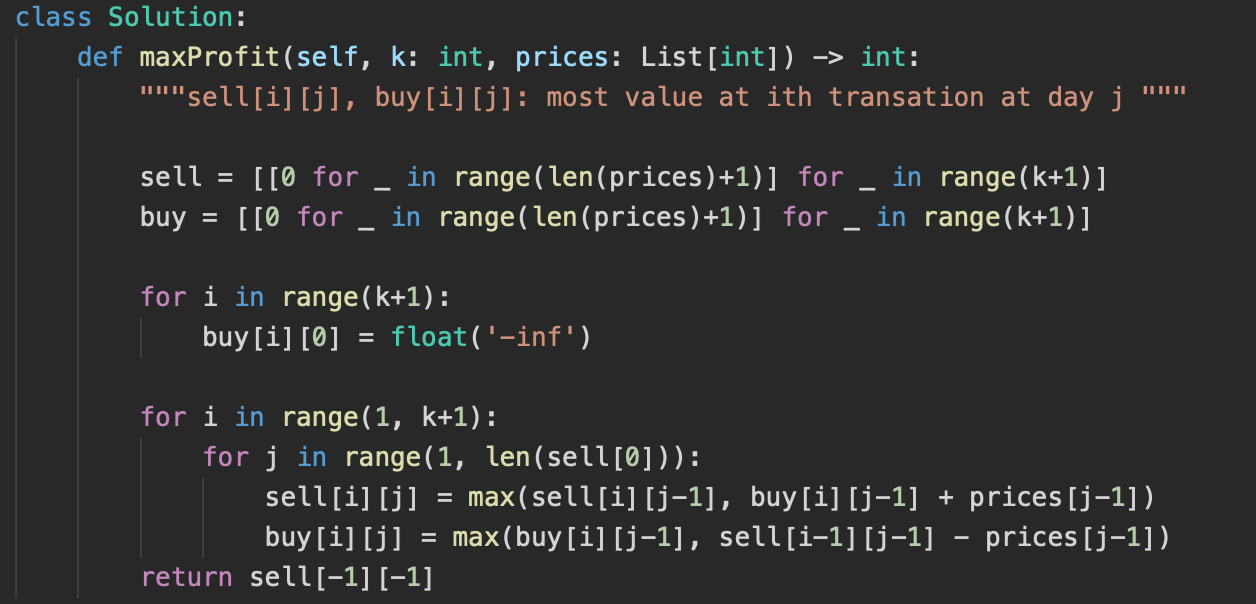 class Solution:
    def maxProfit(self, k: int, prices: List[int]) -> int:
        """sell[i][j], buy[i][j]: most value at ith transation at day j """

        sell = [[0 for _ in range(len(prices)+1)] for _ in range(k+1)]
        buy = [[0 for _ in range(len(prices)+1)] for _ in range(k+1)]

        for i in range(k+1):
            buy[i][0] = float('-inf')

        for i in range(1, k+1):
            for j in range(1, len(sell[0])):
                sell[i][j] = max(sell[i][j-1], buy[i][j-1] + prices[j-1])
                buy[i][j] = max(buy[i][j-1], sell[i-1][j-1] - prices[j-1])
        return sell[-1][-1]